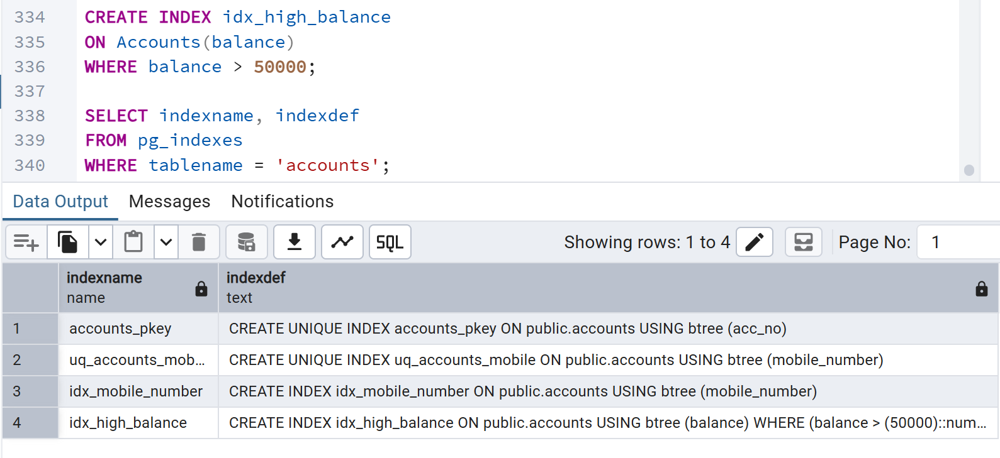 334 CREATE INDEX idx_high_balance
335 ON Accounts(balance)
336 WHERE balance > 50000;
337
338 SELECT indexname, indexdef
339 FROM pg_indexes
340 WHERE tablename = 'accounts';
Data Output Messages Notifications
SQL Showing rows: 1 to 4 Page No: 1
indexname indexdef
name text
1 accounts_pkey CREATE UNIQUE INDEX accounts_pkey ON public.accounts USING btree (acc_no)
2 uq_accounts_mob... CREATE UNIQUE INDEX uq_accounts_mobile ON public.accounts USING btree (mobile_number)
3 idx_mobile_number CREATE INDEX idx_mobile_number ON public.accounts USING btree (mobile_number)
4 idx_high_balance CREATE INDEX idx_high_balance ON public.accounts USING btree (balance) WHERE (balance > (50000)::num...